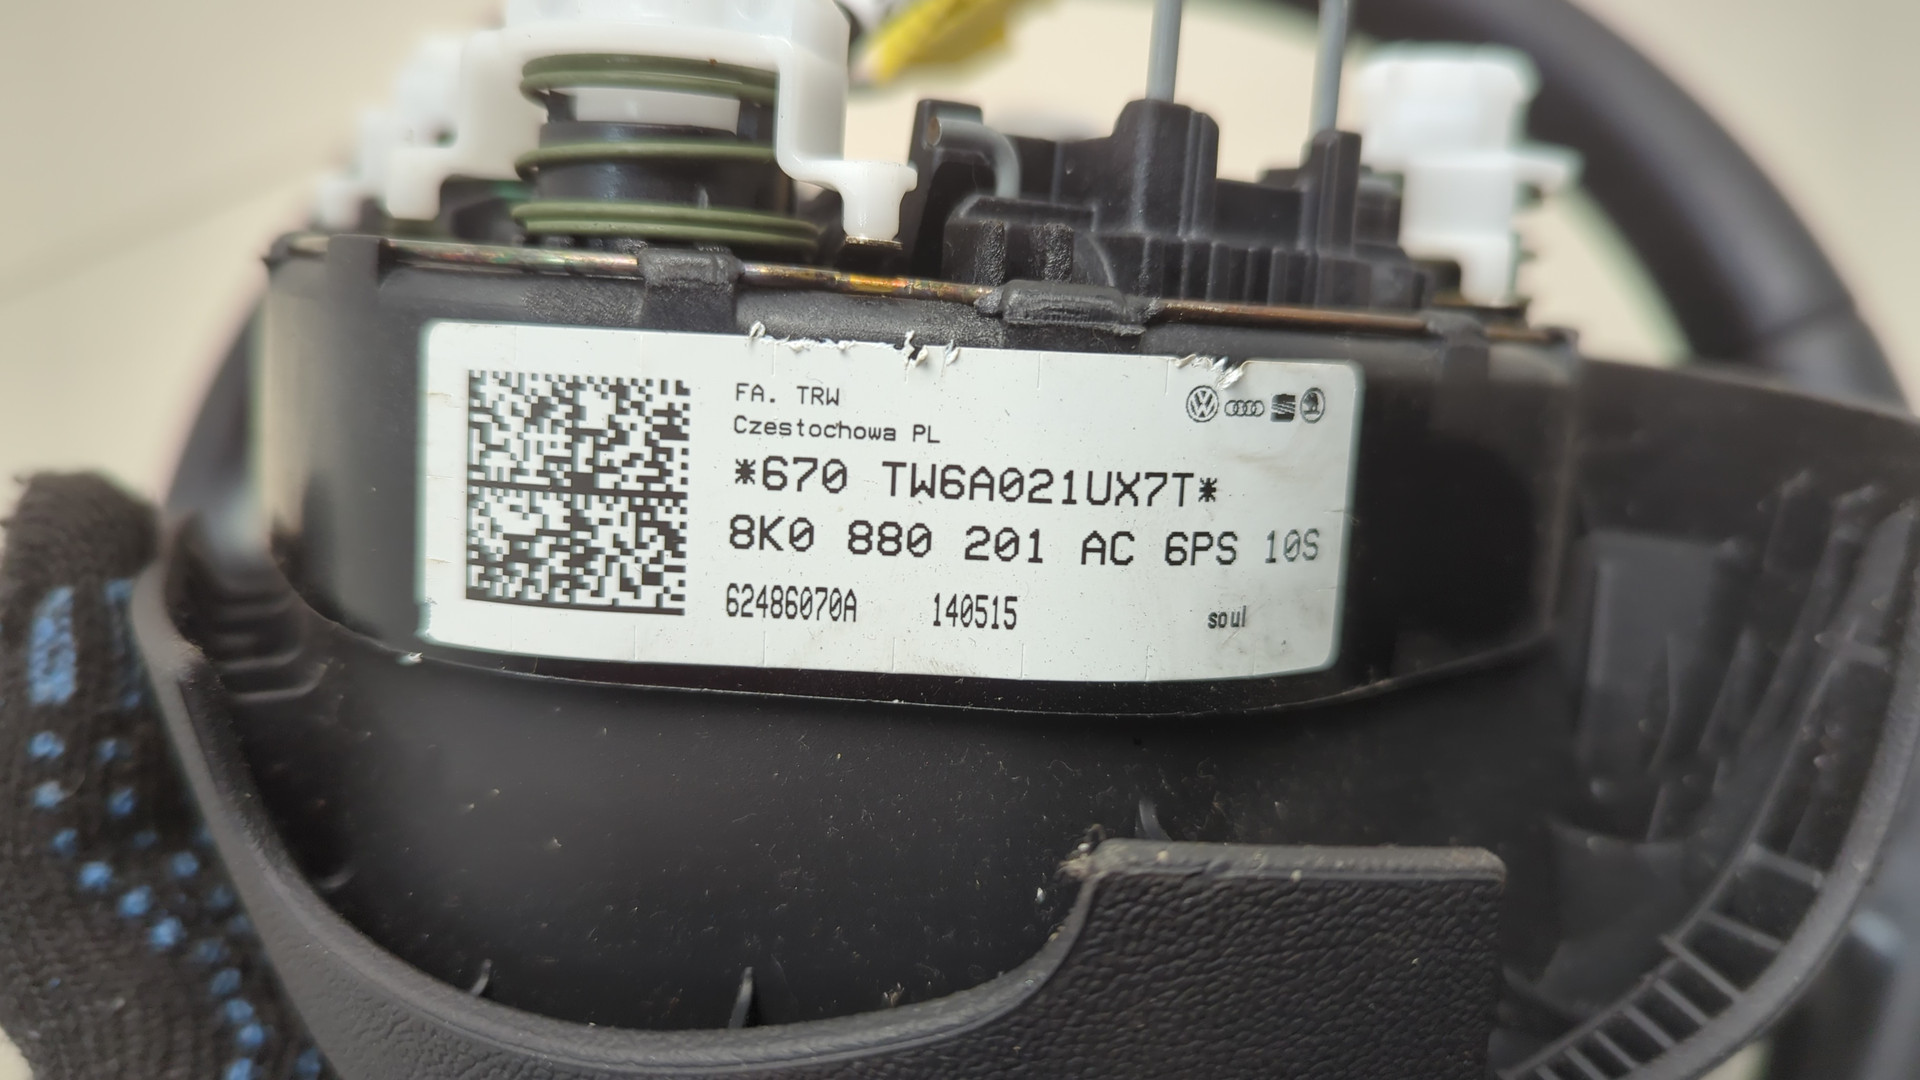 FA. TRW
Czestochowa PL
*670 TW6A021UX7T*
8K0 880 201 AC 6PS 10S
62486070A 140515 soul